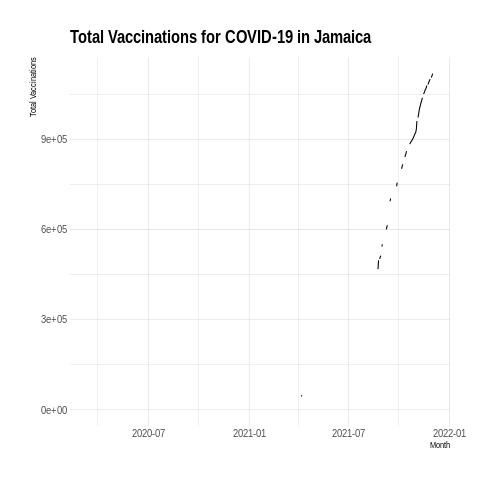 Total Vaccinations for COVID-19 in Jamaica
Total Vaccinations
9e+05
6e+05
3e+05
0e+00
2020-07 2021-01 2021-07 2022-01
Month